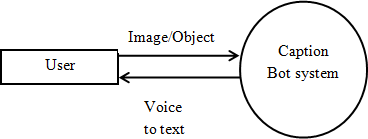 Image/Object
User
Caption
Bot system
Voice
to text